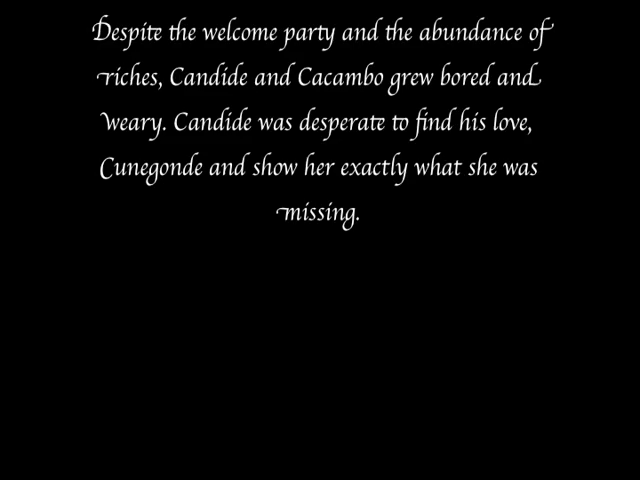 Despite the welcome party and the abundance of
riches, Candide and Cacambo grew bored and
weary. Candide was desperate to find his love,
Cunegonde and show her exactly what she was
missing.